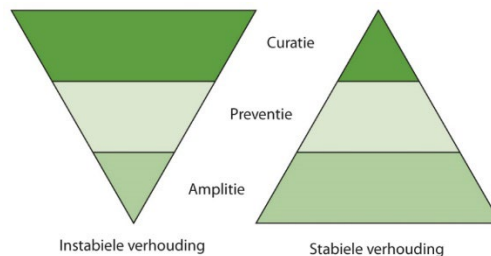 Curatie
Preventie
Amplitie
Instabiele verhouding
Stabiele verhouding